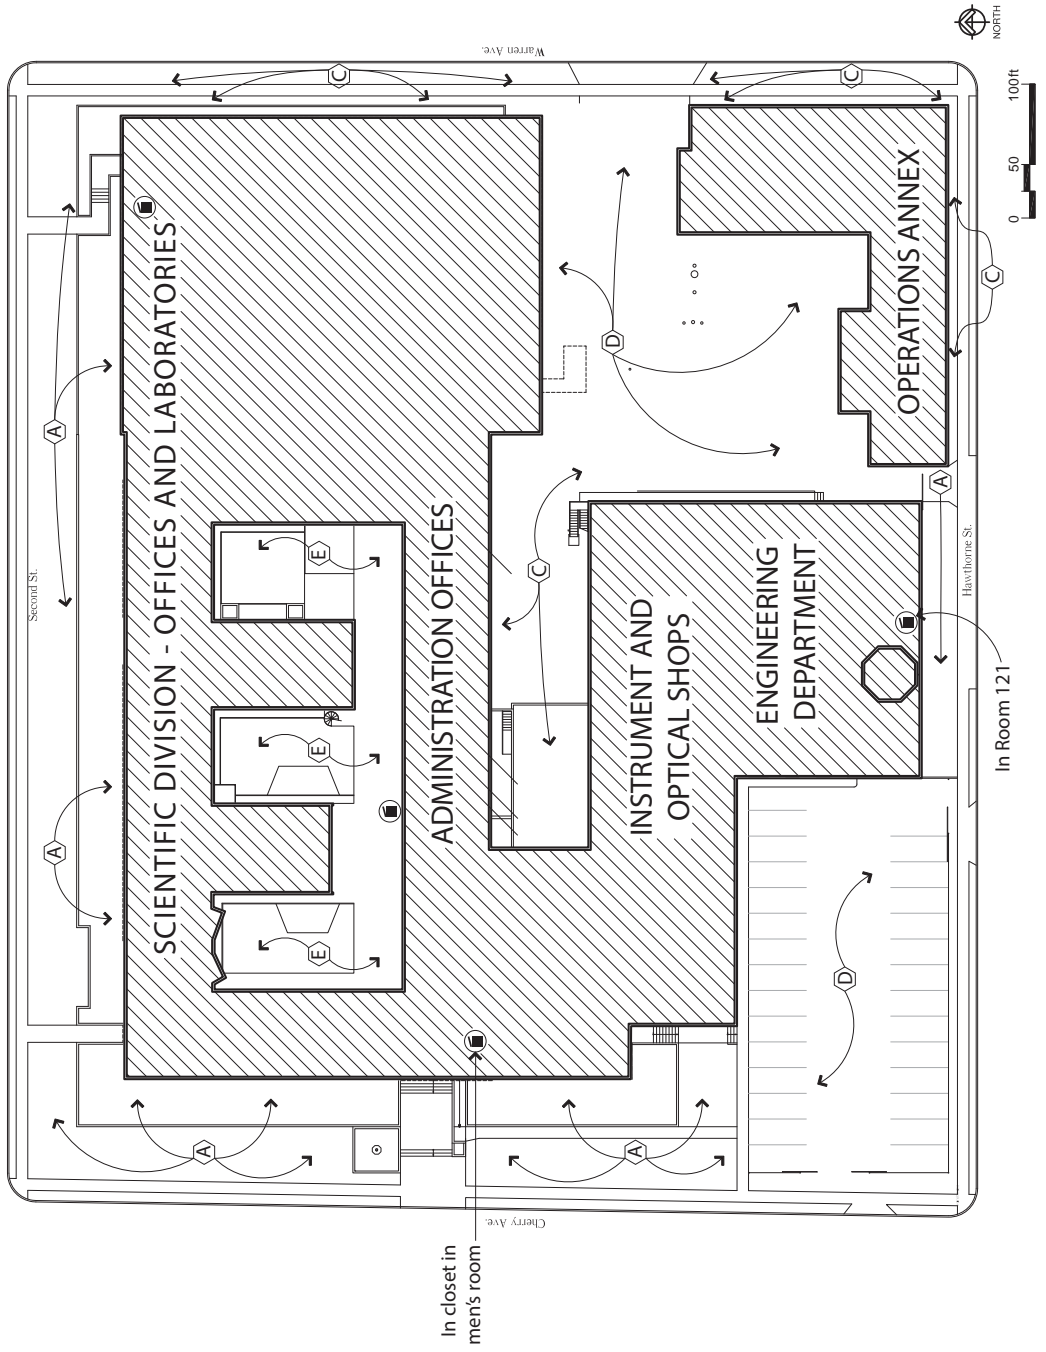 NORTH
Warren Ave.
0 50 100ft
C
C
C
Second St.
Hawthorne St.
Cherry Ave.
SCIENTIFIC DIVISION - OFFICES AND LABORATORIES
ADMINISTRATION OFFICES
INSTRUMENT AND
OPTICAL SHOPS
ENGINEERING
DEPARTMENT
OPERATIONS ANNEX
A
A
A
A
A
C
D
D
E
E
E
In Room 121
In closet in
men's room